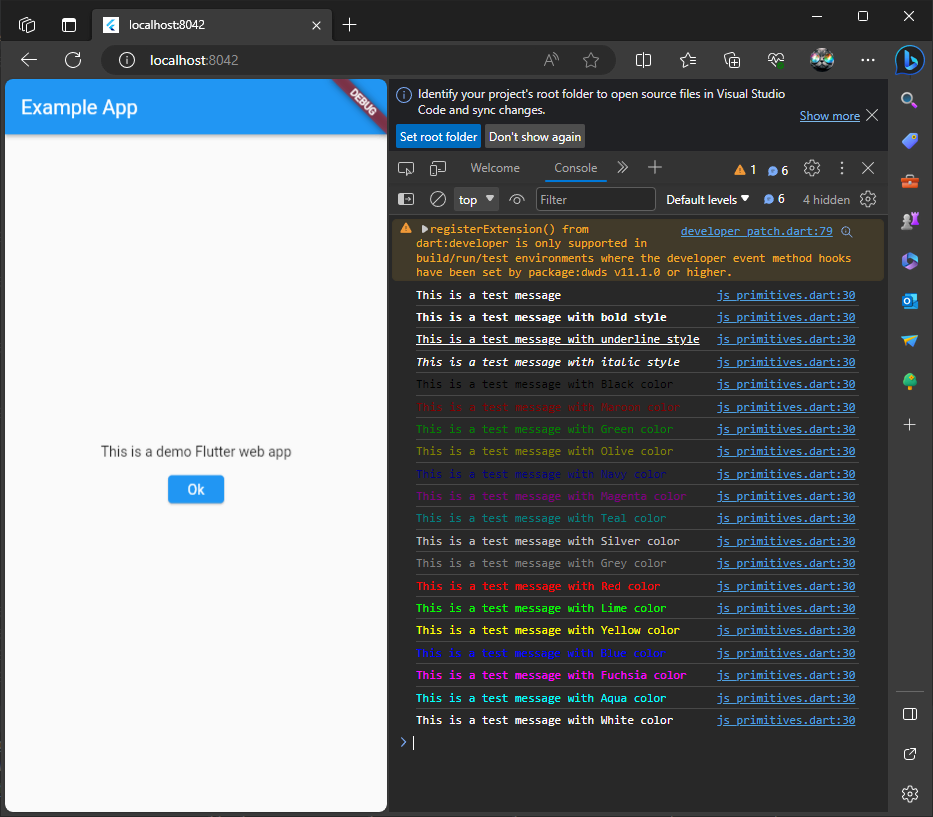 localhost:8042
localhost:8042
Example App
DEBUG
This is a demo Flutter web app
Ok
Identify your project's root folder to open source files in Visual Studio
Code and sync changes.
Show more
Set root folder
Don't show again
Welcome
Console
1
6
top
Filter
Default levels
6
4 hidden
registerExtension() from developer_patch.dart:79
dart:developer is only supported in
build/run/test environments where the developer event method hooks
have been set by package:dwds v11.1.0 or higher.
This is a test message js_primitives.dart:30
This is a test message with bold style js_primitives.dart:30
This is a test message with underline style js_primitives.dart:30
This is a test message with italic style js_primitives.dart:30
This is a test message with Black color js_primitives.dart:30
This is a test message with Maroon color js_primitives.dart:30
This is a test message with Green color js_primitives.dart:30
This is a test message with Olive color js_primitives.dart:30
This is a test message with Navy color js_primitives.dart:30
This is a test message with Magenta color js_primitives.dart:30
This is a test message with Teal color js_primitives.dart:30
This is a test message with Silver color js_primitives.dart:30
This is a test message with Grey color js_primitives.dart:30
This is a test message with Red color js_primitives.dart:30
This is a test message with Lime color js_primitives.dart:30
This is a test message with Yellow color js_primitives.dart:30
This is a test message with Blue color js_primitives.dart:30
This is a test message with Fuchsia color js_primitives.dart:30
This is a test message with Aqua color js_primitives.dart:30
This is a test message with White color js_primitives.dart:30